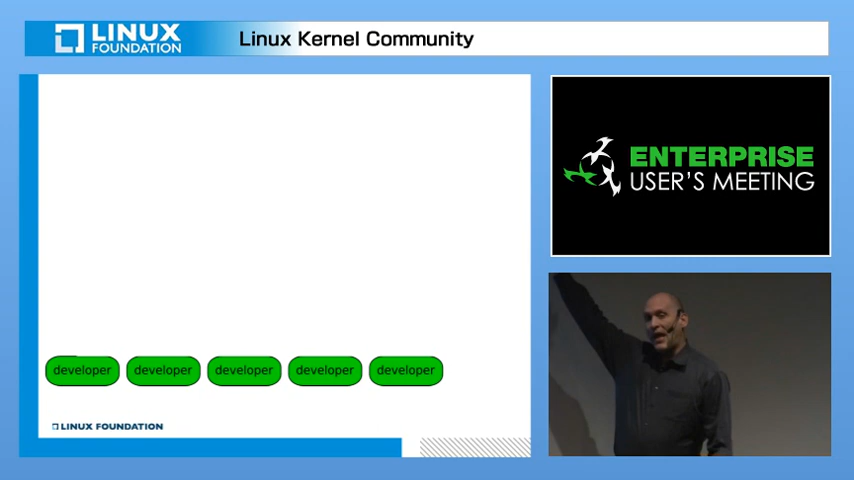 LINUX
FOUNDATION
Linux Kernel Community
ENTERPRISE
USER'S MEETING
developer developer developer developer developer
LINUX FOUNDATION